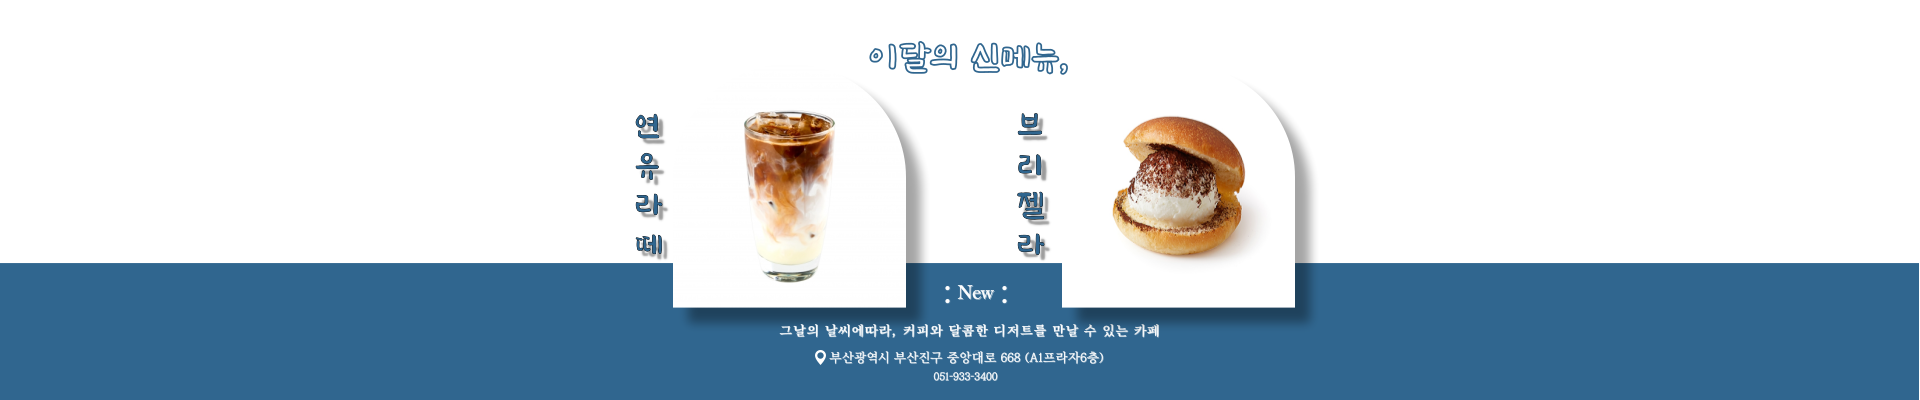 이달의 신메뉴,
연유라떼
브리젤라
: New :
그날의 날씨에따라, 커피와 달콤한 디저트를 만날 수 있는 카페
부산광역시 부산진구 중앙대로 668 (A1프라자6층)
051-933-3400